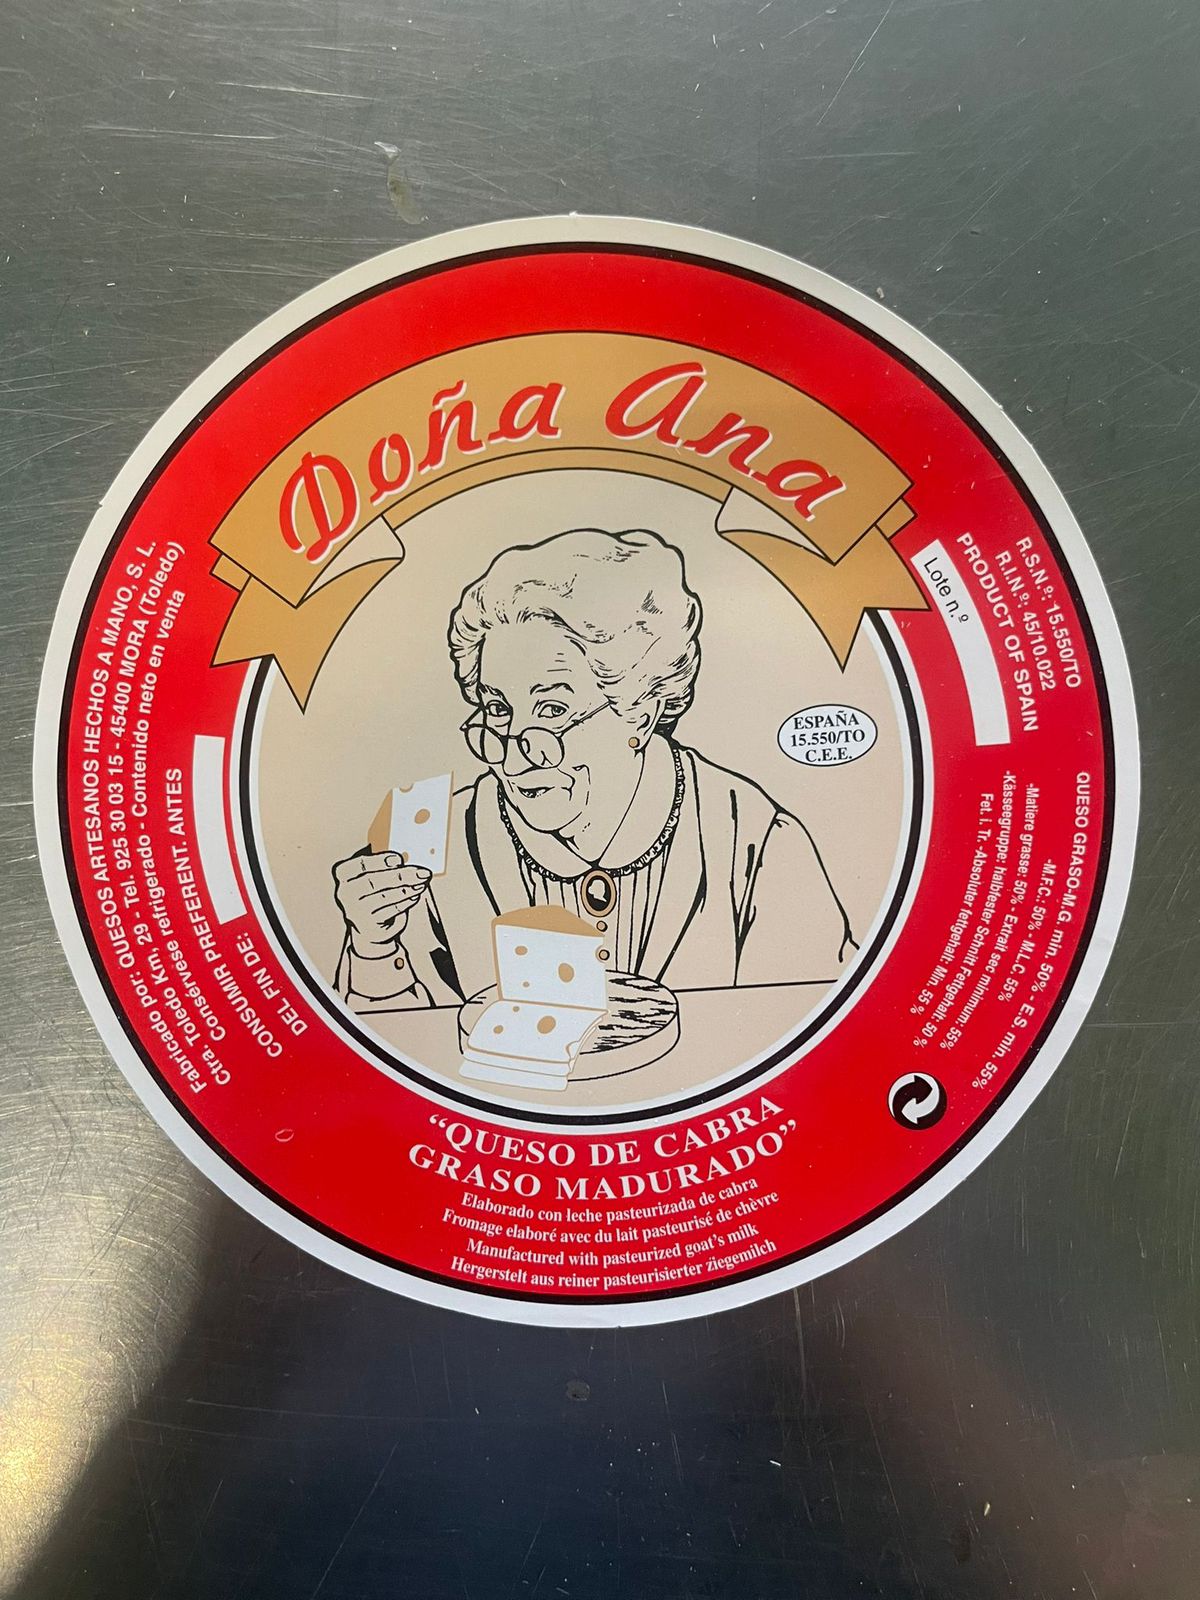 Doña Ana
Fabricado por: QUESOS ARTESANOS HECHOS A MANO, S. L.
Ctra. Toledo Km, 29 - Tel. 925 30 03 15 - 45400 MORA (Toledo)
Consérvese refrigerado - Contenido neto en venta
CONSUMIR PREFERENT. ANTES
DEL FIN DE:
ESPAÑA
15.550/TO
C.E.E.
R.S.N.º: 15.550/TO
R.I.N.º: 45/10.022
PRODUCT OF SPAIN
Lote n.º
QUESO GRASO-M.G. min. 50% - E.S. min. 55%
-M.F.C.: 50% - M.L.C. 55%
-Matiere grasse: 50% - Extrait sec minimum: 55%
-Kässeegruppe: halbfester Schnitt Fettgehalt: 50 %
Fet. i. Tr. -Absoluter fettgehalt: Min. 55 %
“QUESO DE CABRA
GRASO MADURADO”
Elaborado con leche pasteurizada de cabra
Fromage elaboré avec du lait pasteurisé de chèvre
Manufactured with pasteurized goat's milk
Hergerstelt aus reiner pasteurisierter ziegemilch